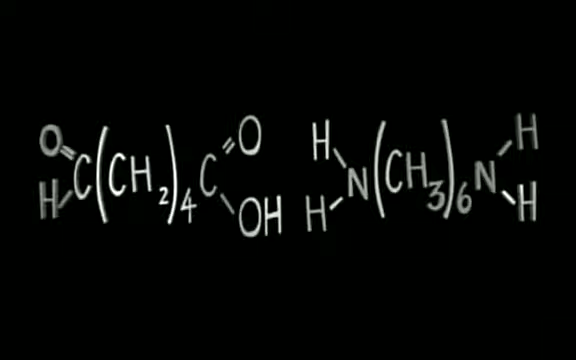 O=C(CH₂)₄C=O H N(CH₃)₆N H
H OH H H